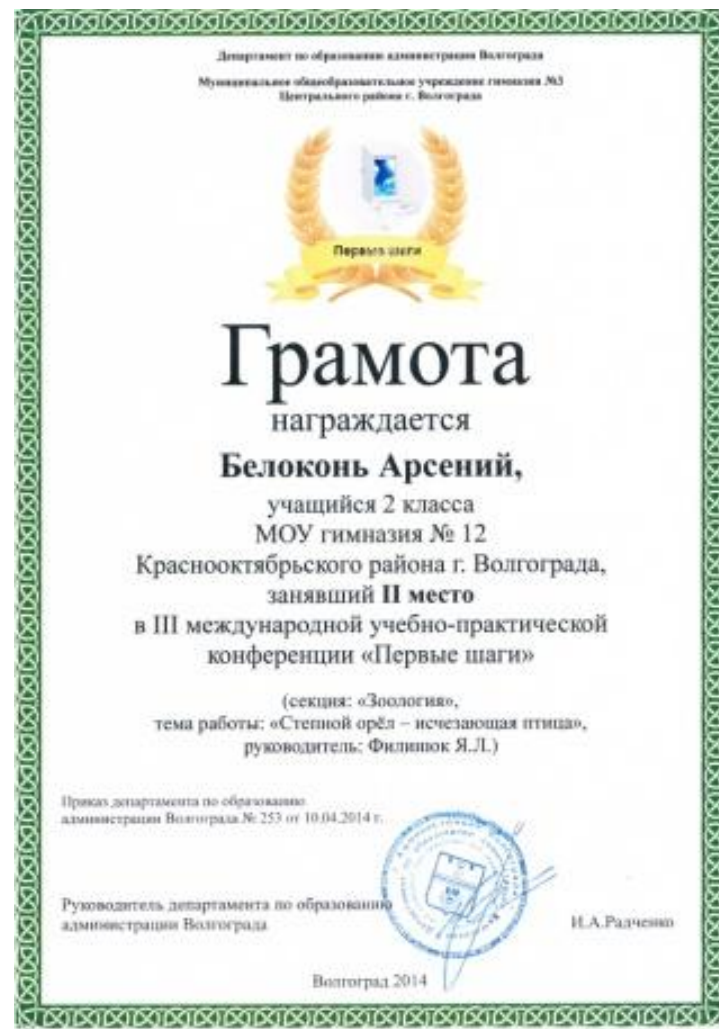 Департамент по образованию администрации Волгограда
Муниципальное общеобразовательное учреждение гимназия №3
Центрального района г. Волгограда
Первые шаги
Грамота
награждается
Белоконь Арсений,
учащийся 2 класса
МОУ гимназия № 12
Краснооктябрьского района г. Волгограда,
занявший II место
в III международной учебно-практической
конференции «Первые шаги»
(секция: «Зоология»,
тема работы: «Степной орёл – исчезающая птица»,
руководитель: Филинюк Я.Л.)
Приказ департамента по образованию
администрации Волгограда № 253 от 10.04.2014 г.
Руководитель департамента по образованию
администрации Волгограда
И.А.Радченко
Волгоград 2014